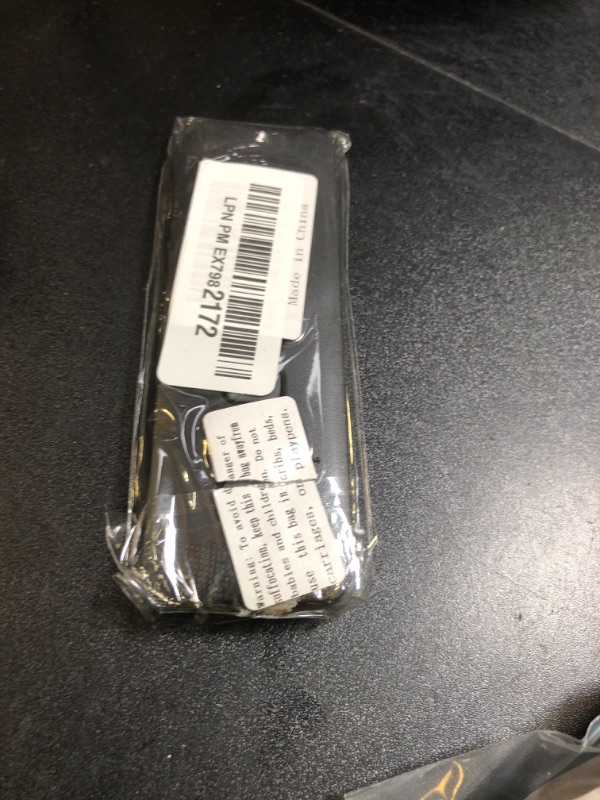 LPN PM EX7982172
Made in China
Warning: To avoid danger of
suffocation, keep this bag away from
babies and children. Do not
use this bag in cribs, beds,
carriages, or playpens.